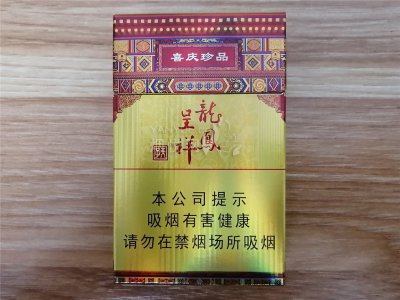 喜庆珍品
龍鳳
呈祥
本公司提示
吸烟有害健康
请勿在禁烟场所吸烟